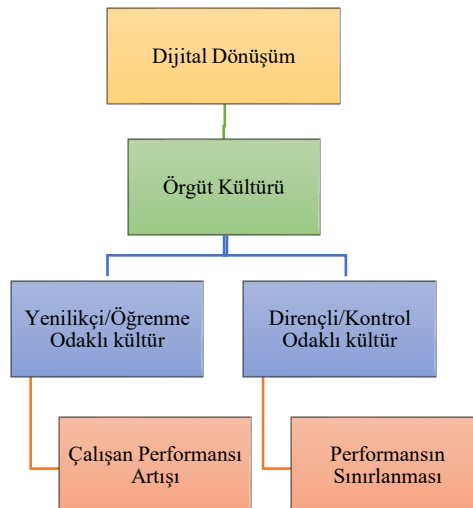 Dijital Dönüşüm
Örgüt Kültürü
Yenilikçi/Öğrenme
Odaklı kültür
Dirençli/Kontrol
Odaklı kültür
Çalışan Performansı
Artışı
Performansın
Sınırlanması